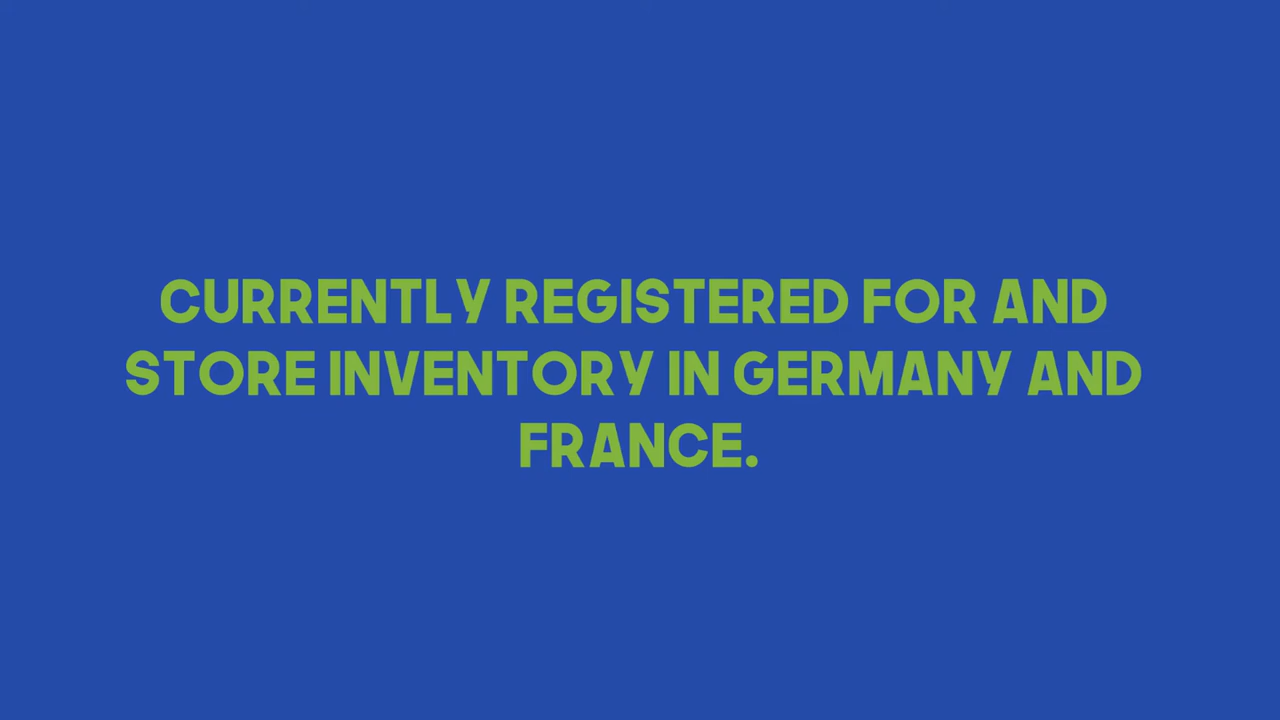 CURRENTLY REGISTERED FOR AND
STORE INVENTORY IN GERMANY AND
FRANCE.